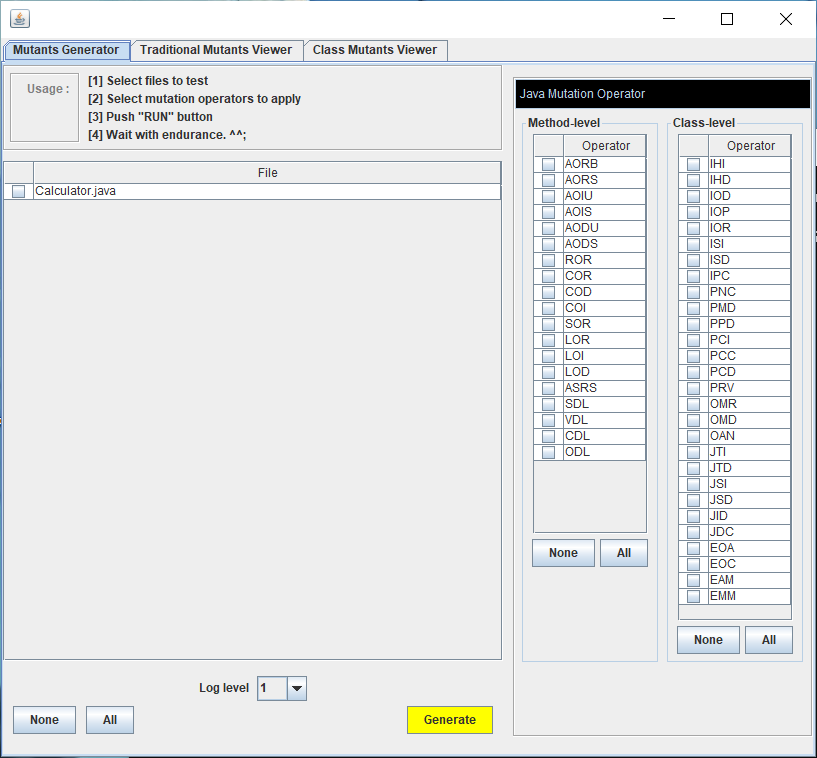 Mutants Generator Traditional Mutants Viewer Class Mutants Viewer
Usage :
[1] Select files to test
[2] Select mutation operators to apply
[3] Push "RUN" button
[4] Wait with endurance. ^^;
File
Calculator.java
Log level 1
None All Generate
Java Mutation Operator
Method-level
Operator
AORB
AORS
AOIU
AOIS
AODU
AODS
ROR
COR
COD
COI
SOR
LOR
LOI
LOD
ASRS
SDL
VDL
CDL
ODL
None All
Class-level
Operator
IHI
IHD
IOD
IOP
IOR
ISI
ISD
IPC
PNC
PMD
PPD
PCI
PCC
PCD
PRV
OMR
OMD
OAN
JTI
JTD
JSI
JSD
JID
JDC
EOA
EOC
EAM
EMM
None All